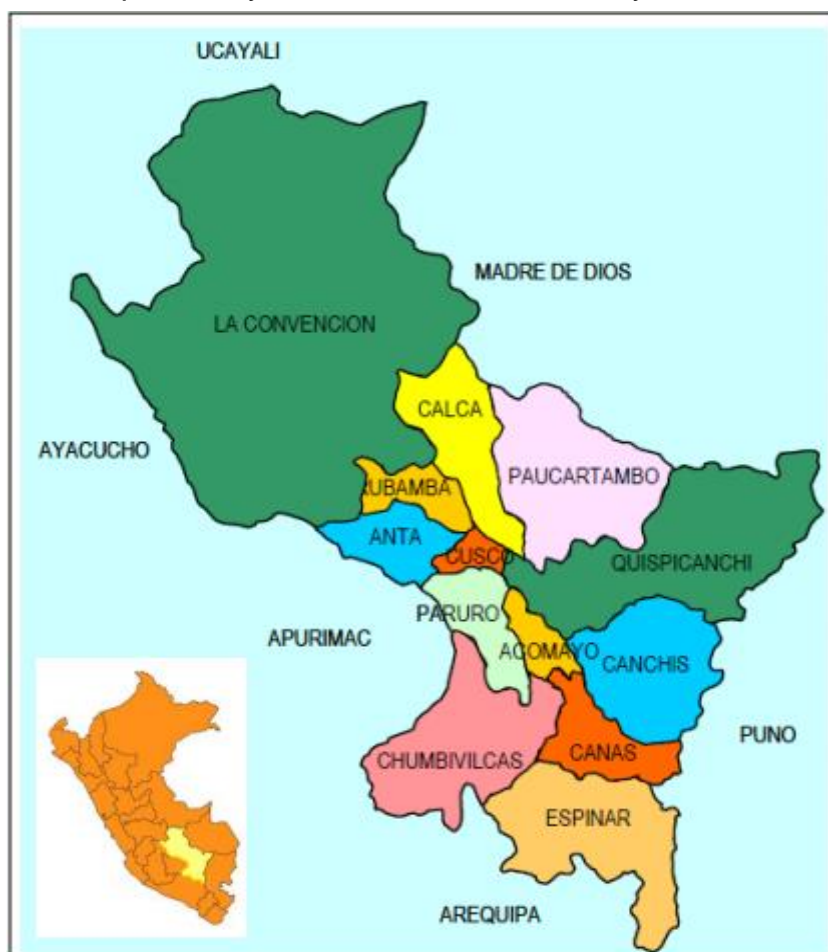 UCAYALI
MADRE DE DIOS
LA CONVENCION
CALCA
AYACUCHO
PAUCARTAMBO
RUBAMBA
ANTA
CUSCO
QUISPICANCHI
PARURO
APURIMAC
ACOMAYO
CANCHIS
PUNO
CANAS
CHUMBIVILCAS
ESPINAR
AREQUIPA